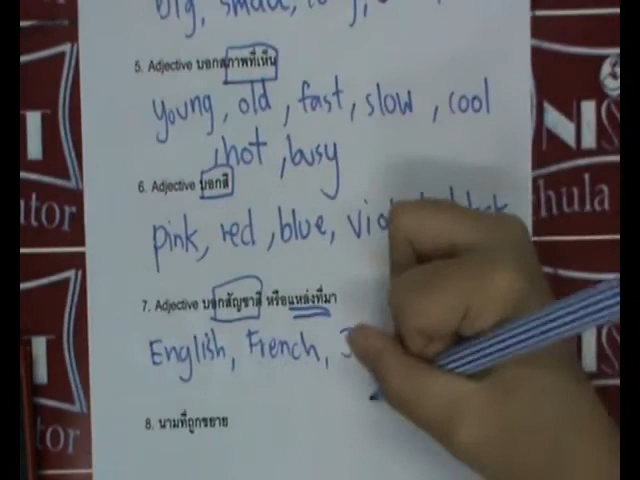 big, small,
5. Adjective บอกสภาพที่เห็น
young, old, fast, slow, cool
, hot, busy
6. Adjective บอกสี
pink, red, blue,
7. Adjective บอกสัญชาติ หรือแหล่งที่มา
English, French,
8. นามที่ถูกขยาย